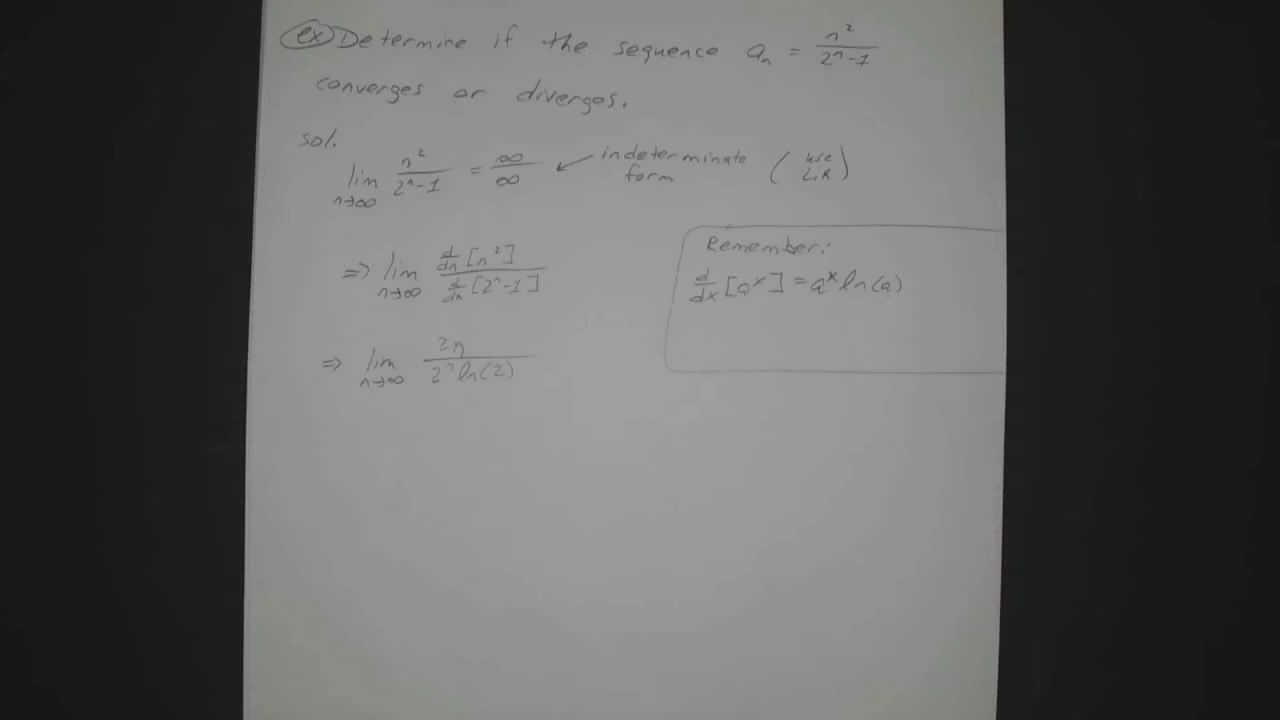 ex Determine if the sequence aₙ = n²/(2ⁿ-1)
converges or diverges.
sol.
lim n→∞ n²/(2ⁿ-1) = ∞/∞ ← indeterminate form (use L.R)
⇒ lim n→∞ d/dn [n²] / d/dn [2ⁿ-1]
Remember:
d/dx [aˣ] = aˣ ln(a)
⇒ lim n→∞ 2n / 2ⁿ ln(2)